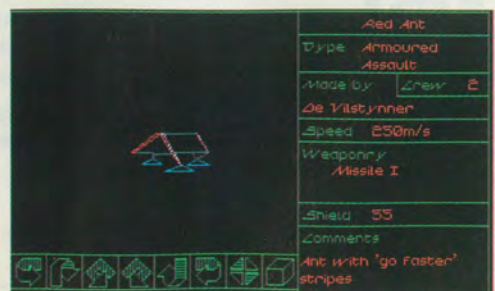 Red Ant
Type Armoured
Assault
Made by Crew 2
De Vilstynner
Speed 250m/s
Weaponry
Missile I
Shield 55
Comments
Ant with 'go faster'
stripes